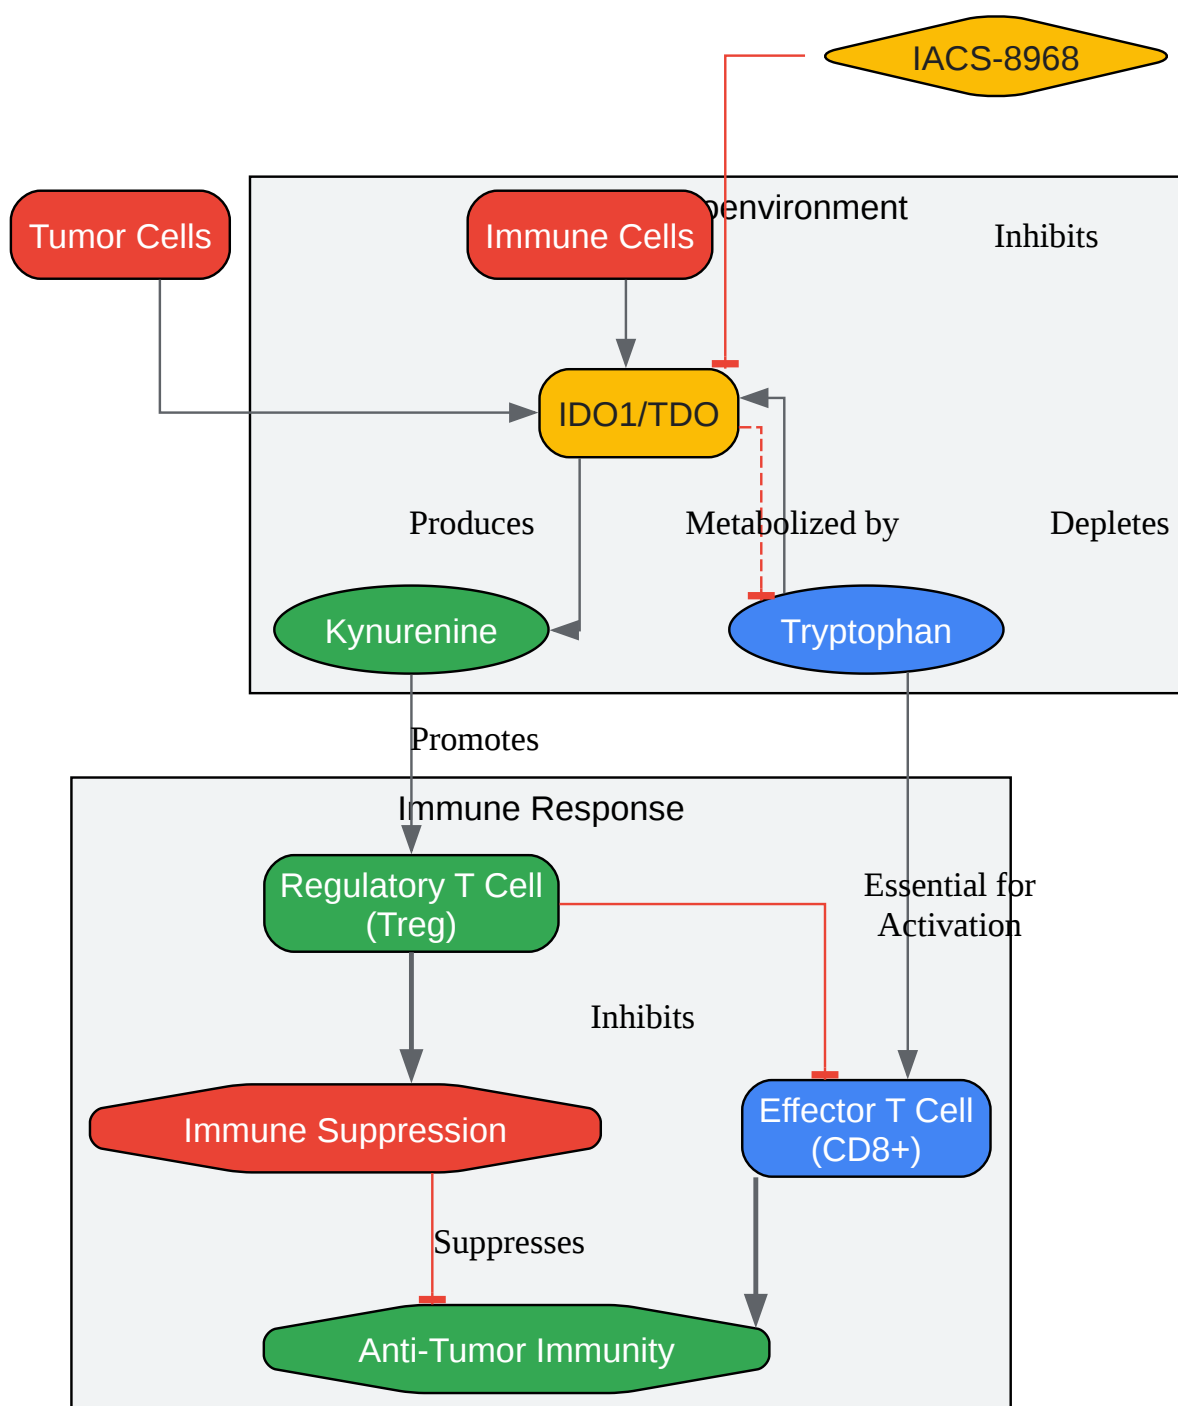 IACS-8968
oenvironment
Tumor Cells
Immune Cells
Inhibits
IDO1/TDO
Produces
Metabolized by
Depletes
Kynurenine
Tryptophan
Promotes
Immune Response
Regulatory T Cell
(Treg)
Essential for
Activation
Inhibits
Immune Suppression
Effector T Cell
(CD8+)
Suppresses
Anti-Tumor Immunity